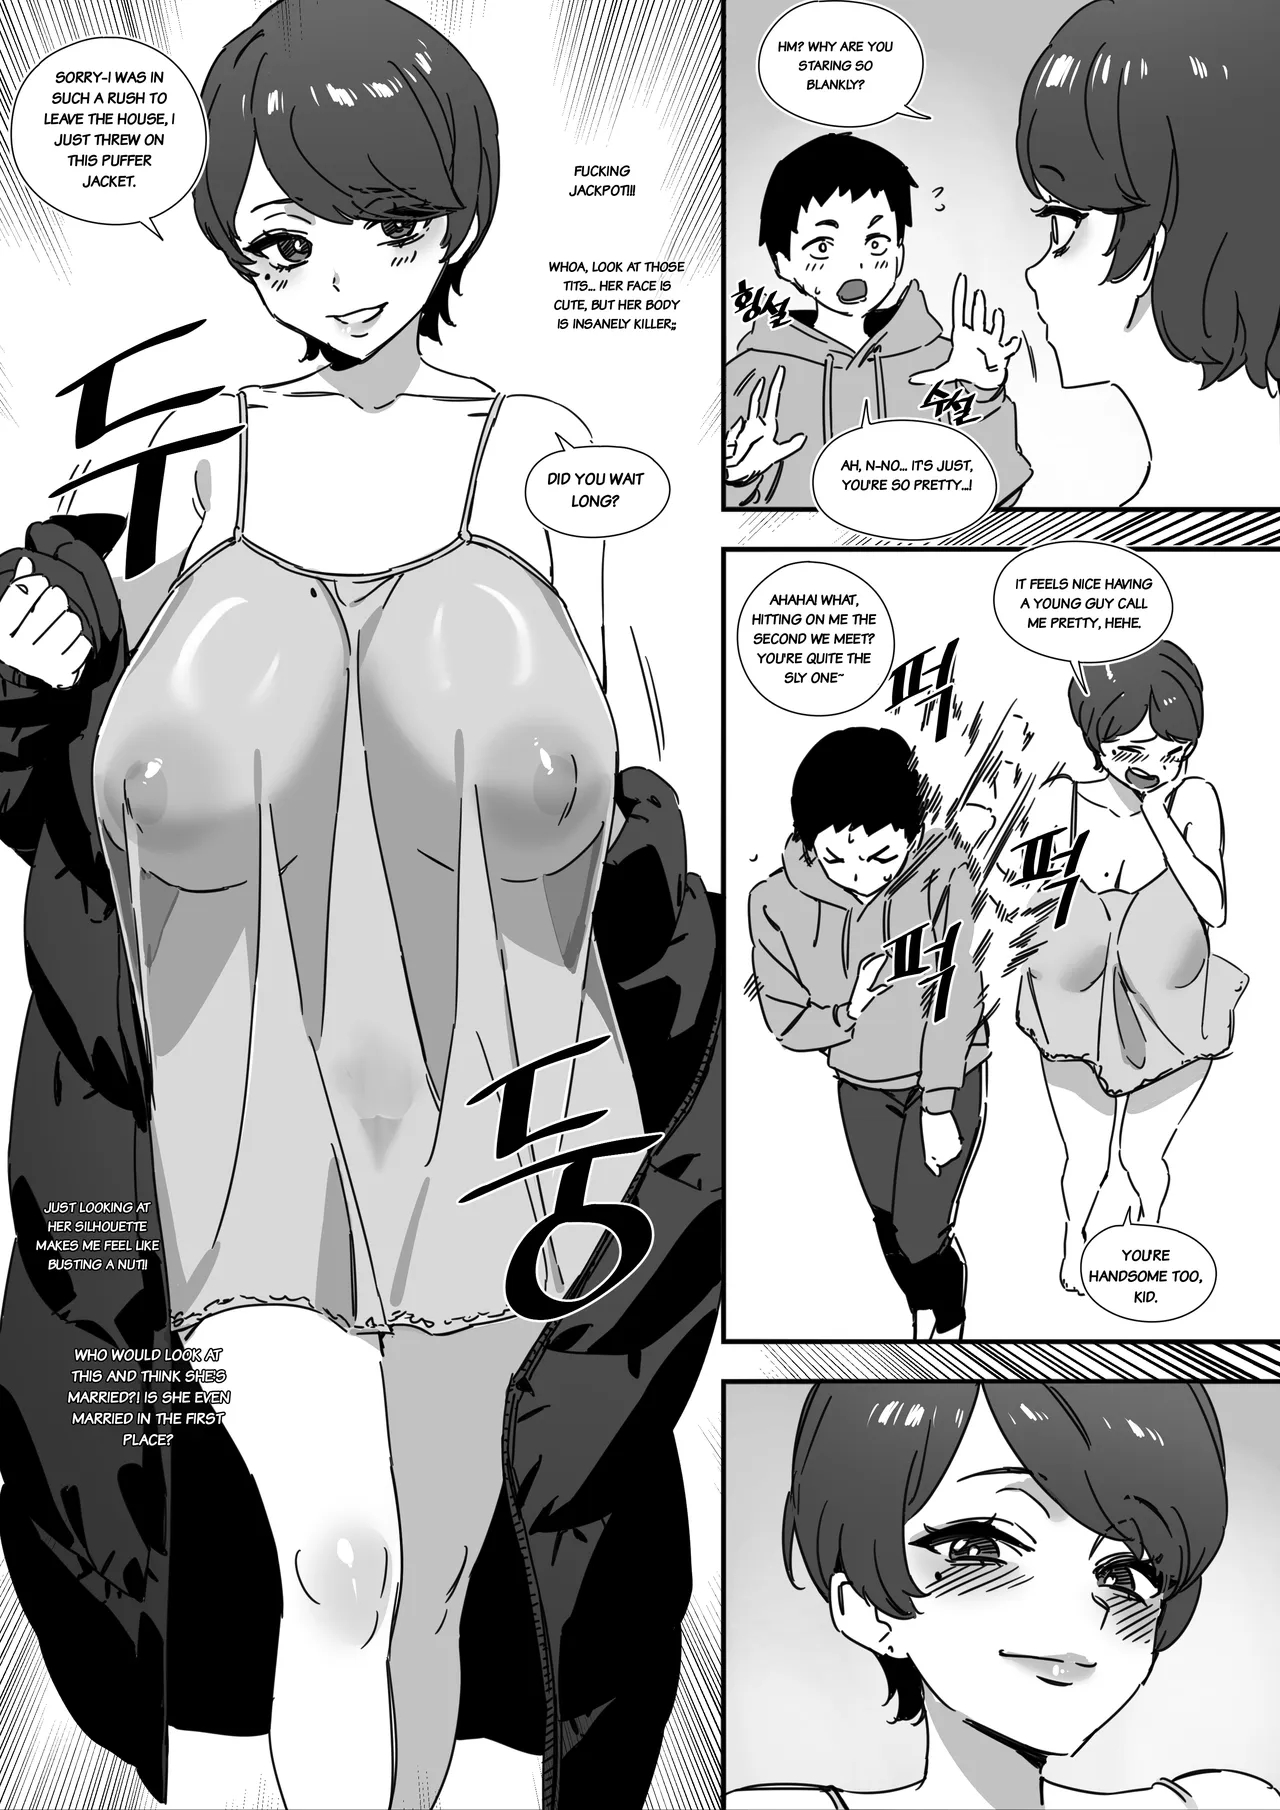 SORRY-I WAS IN
SUCH A RUSH TO
LEAVE THE HOUSE, I
JUST THREW ON
THIS PUFFER
JACKET.
FUCKING
JACKPOT!!!
WHOA, LOOK AT THOSE
TITS... HER FACE IS
CUTE, BUT HER BODY
IS INSANELY KILLER;;
두
DID YOU WAIT
LONG?
둥
JUST LOOKING AT
HER SILHOUETTE
MAKES ME FEEL LIKE
BUSTING A NUT!!
WHO WOULD LOOK AT
THIS AND THINK SHE'S
MARRIED?! IS SHE EVEN
MARRIED IN THE FIRST
PLACE?
HM? WHY ARE YOU
STARING SO
BLANKLY?
횡설
수설
AH, N-NO... IT'S JUST,
YOU'RE SO PRETTY...!
AHAHA! WHAT,
HITTING ON ME THE
SECOND WE MEET?
YOU'RE QUITE THE
SLY ONE~
IT FEELS NICE HAVING
A YOUNG GUY CALL
ME PRETTY, HEHE.
퍽
퍽
퍽
YOU'RE
HANDSOME TOO,
KID.